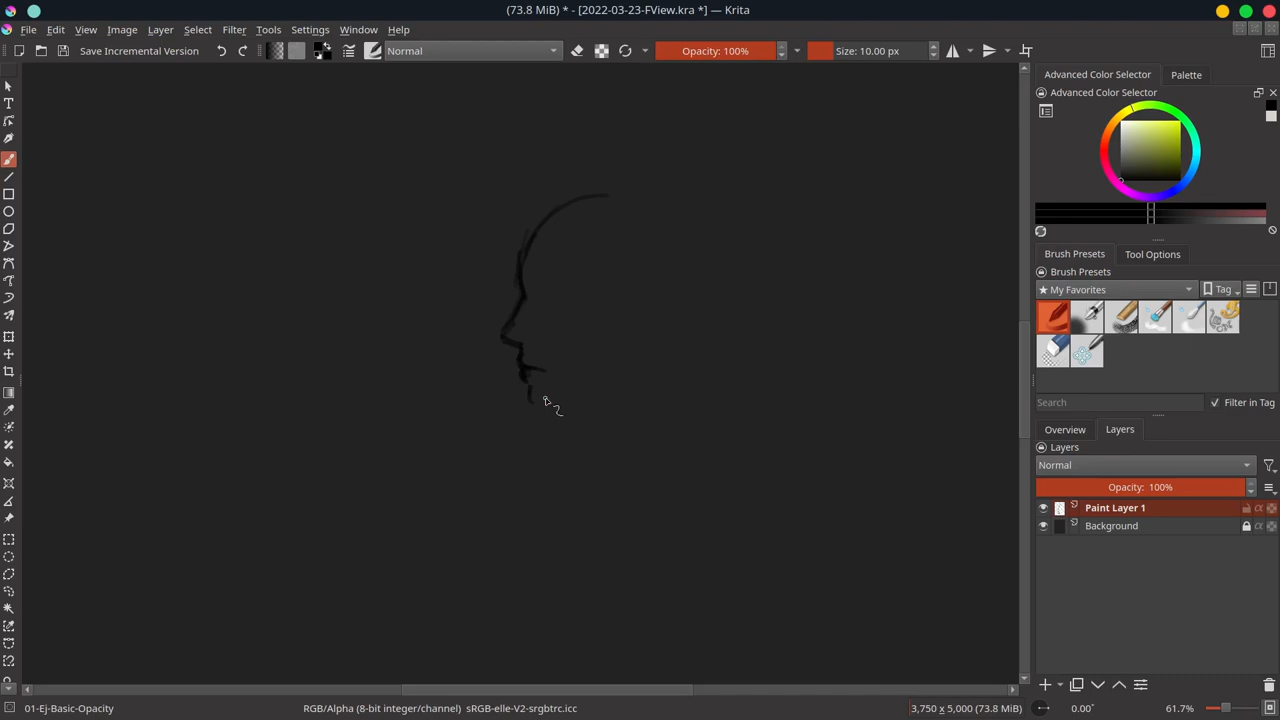 (73.8 MiB) * - [2022-03-23-FView.kra *] — Krita
File Edit View Image Layer Select Filter Tools Settings Window Help
Save Incremental Version Normal Opacity: 100% Size: 10.00 px
Advanced Color Selector Palette
Advanced Color Selector
Brush Presets Tool Options
Brush Presets
★ My Favorites Tag
Search Filter in Tag
Overview Layers
Layers
Normal
Opacity: 100%
Paint Layer 1
Background
01-Ej-Basic-Opacity RGB/Alpha (8-bit integer/channel) sRGB-elle-V2-srgbtrc.icc 3,750 x 5,000 (73.8 MiB) 0.00° 61.7%